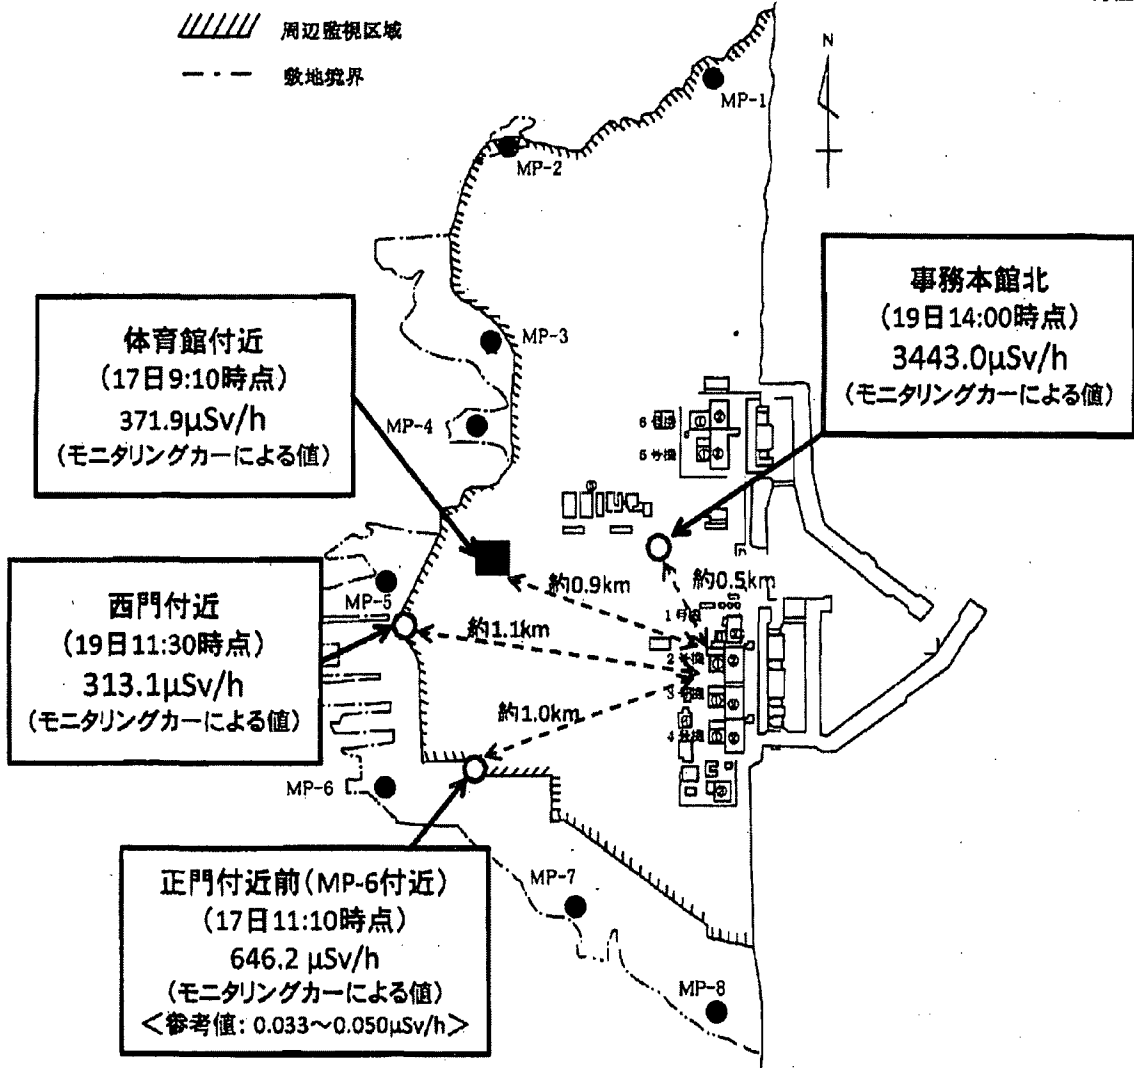 周辺監視区域
敷地境界
N
MP-1
MP-2
事務本館北
(19日14:00時点)
3443.0μSv/h
(モニタリングカーによる値)
体育館付近
(17日9:10時点)
371.9μSv/h
(モニタリングカーによる値)
MP-3
MP-4
6号機
5号機
西門付近
(19日11:30時点)
313.1μSv/h
(モニタリングカーによる値)
MP-5
約0.9km
約0.5km
約1.1km
1号機
2号機
3号機
4号機
約1.0km
MP-6
正門付近前(MP-6付近)
(17日11:10時点)
646.2 μSv/h
(モニタリングカーによる値)
<参考値: 0.033～0.050μSv/h>
MP-7
MP-8